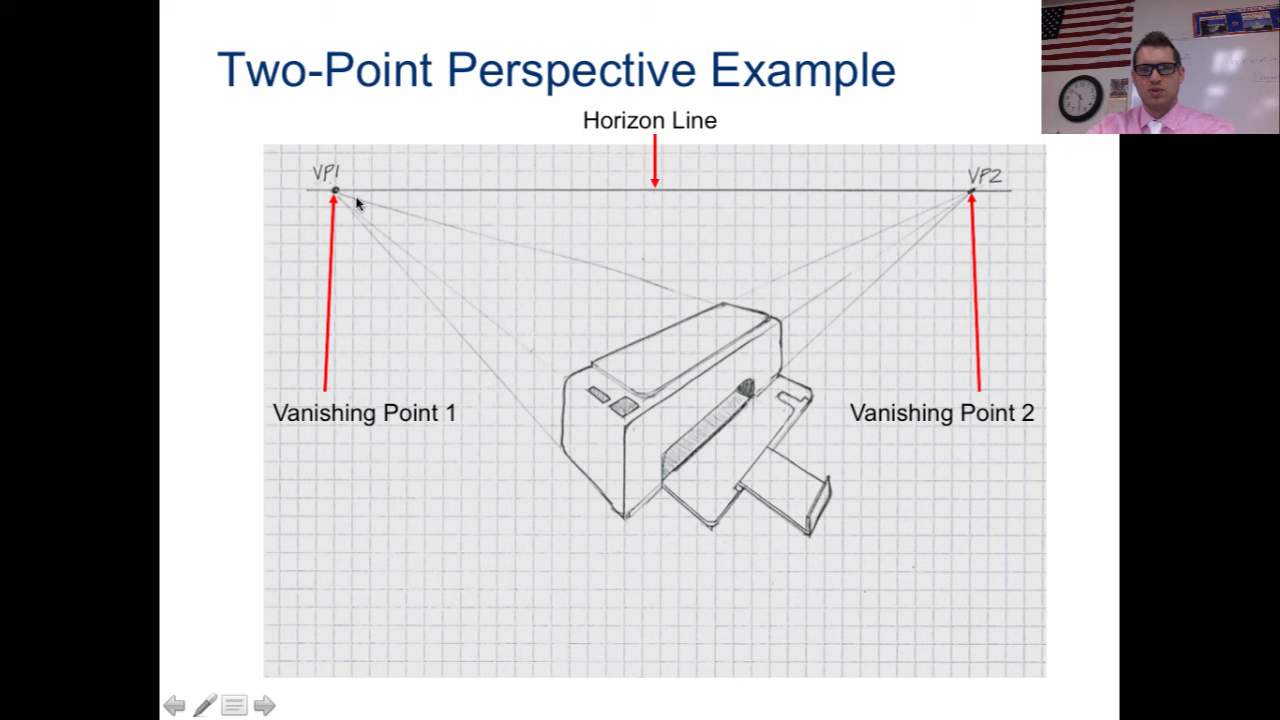 Two-Point Perspective Example
Horizon Line
VP1
VP2
Vanishing Point 1
Vanishing Point 2